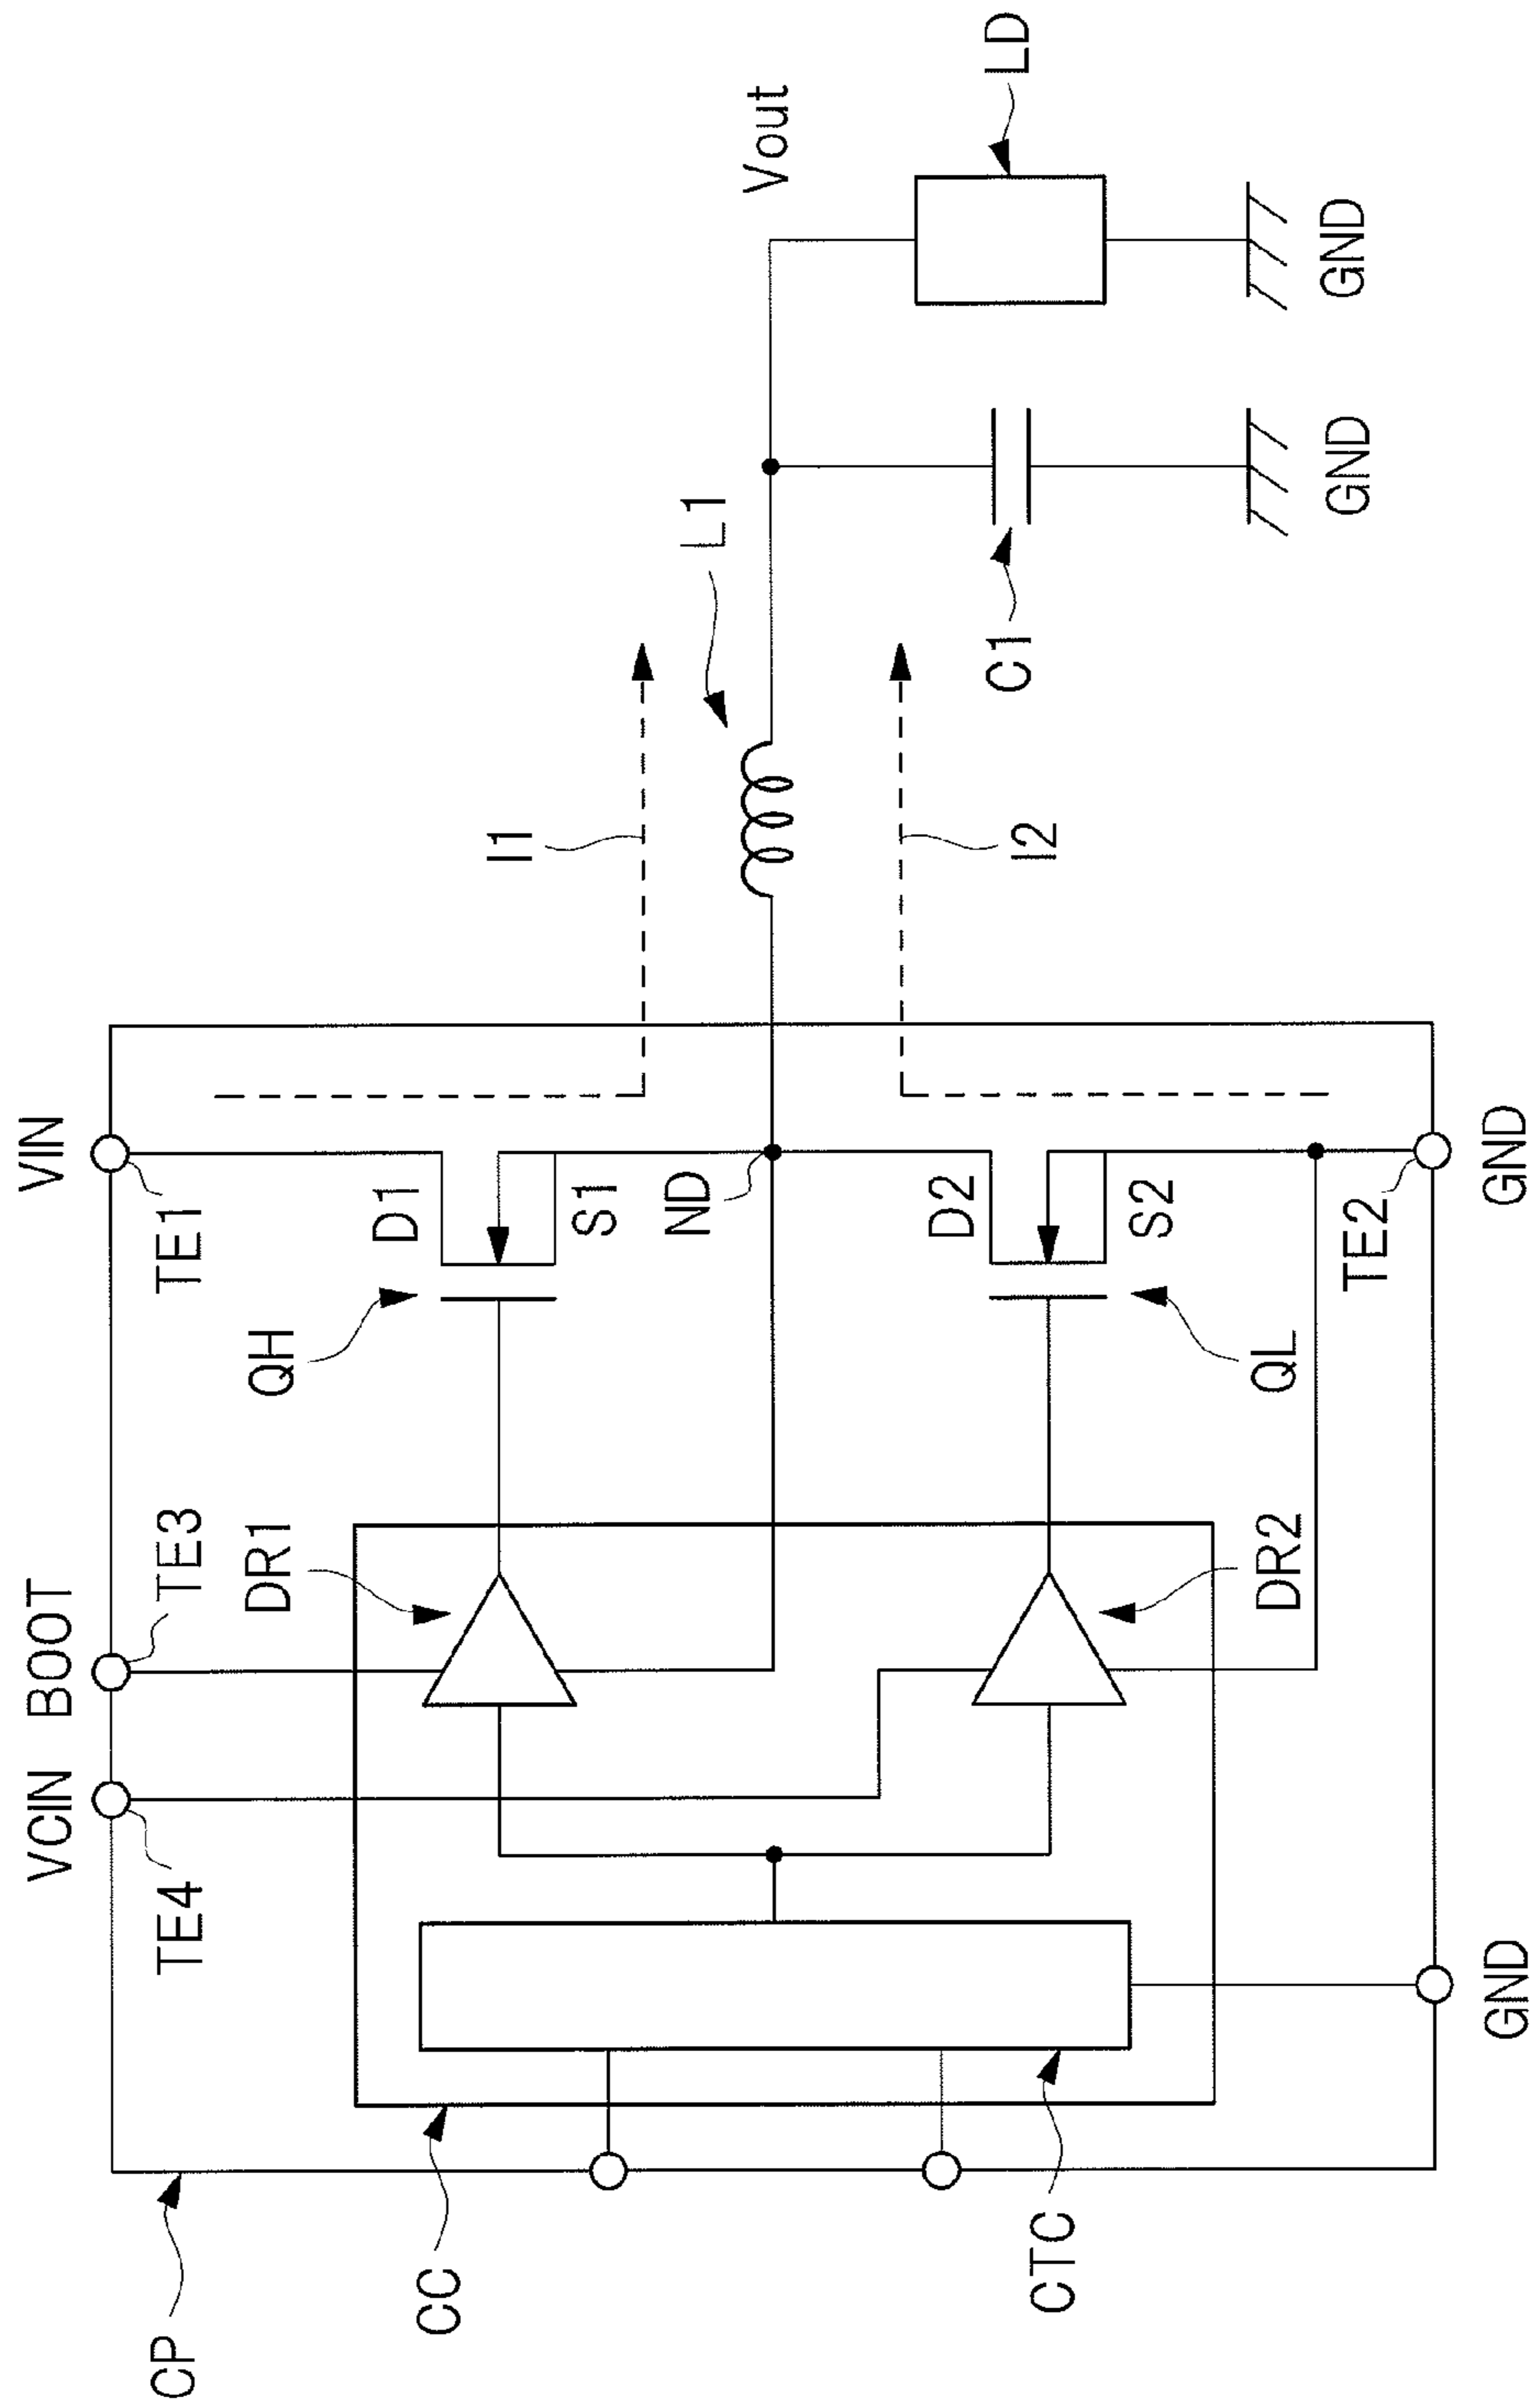 VCIN
BOOT
VIN
TE4
TE3
TE1
CP
DR1
QH
D1
I1
S1
L1
Vout
CC
ND
D2
I2
C1
LD
CTC
DR2
QL
S2
TE2
GND
GND
GND
GND